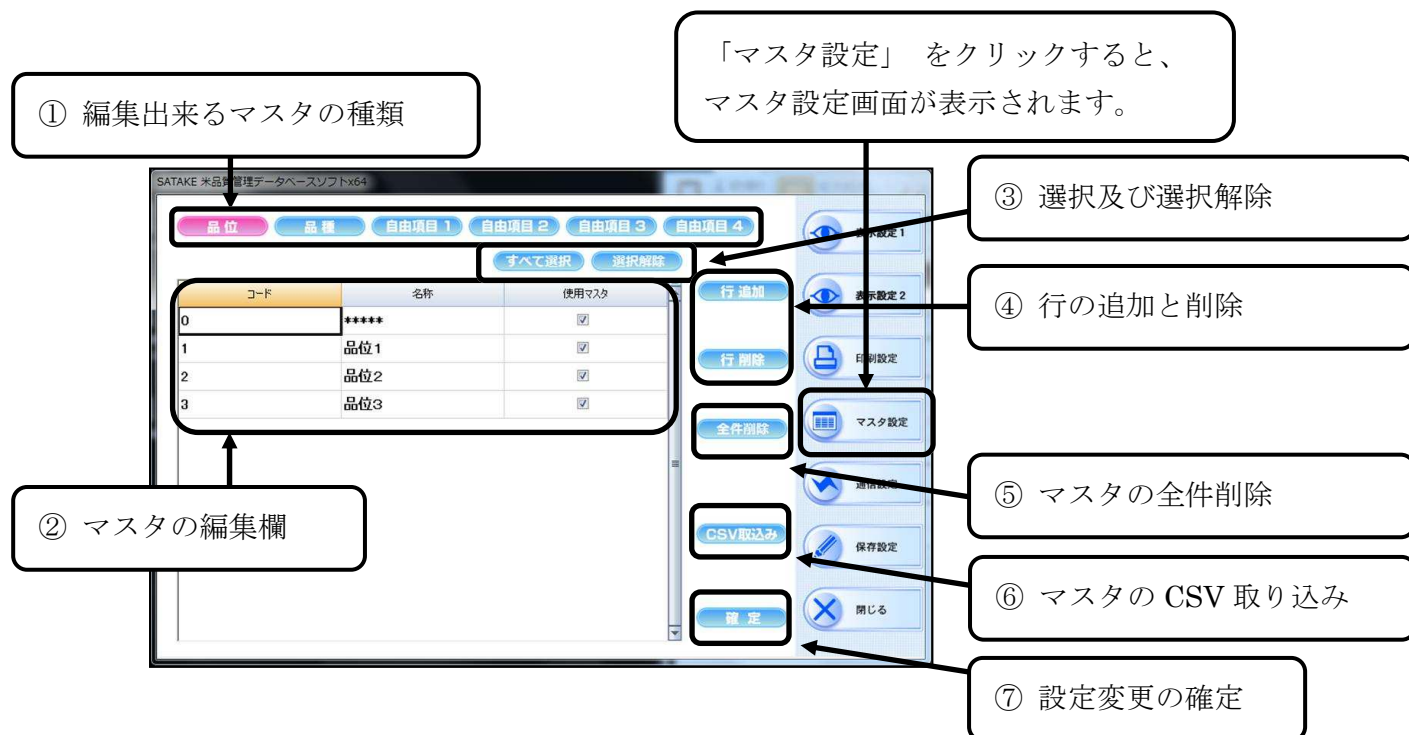 「マスタ設定」 をクリックすると、
マスタ設定画面が表示されます。
① 編集出来るマスタの種類
SATAKE 米品質管理データベースソフトx64
品位 品種 自由項目 1 自由項目 2 自由項目 3 自由項目 4
すべて選択 選択解除
③ 選択及び選択解除
コード 名称 使用マスタ
0 *****
1 品位1
2 品位2
3 品位3
行 追加
行 削除
④ 行の追加と削除
全件削除
CSV取込み
確 定
表示設定1
表示設定2
印刷設定
マスタ設定
通信設定
保存設定
閉じる
② マスタの編集欄
⑤ マスタの全件削除
⑥ マスタの CSV 取り込み
⑦ 設定変更の確定